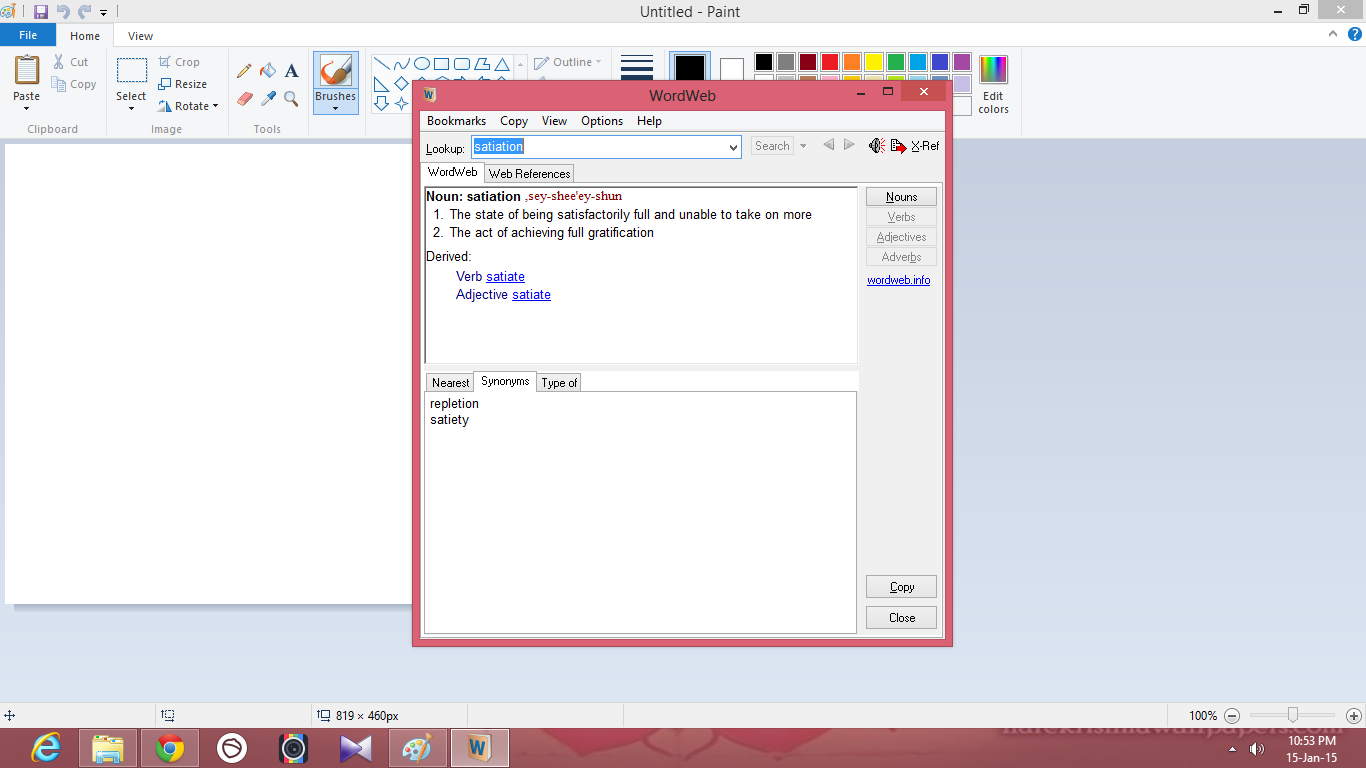 Untitled - Paint
File Home View
Paste
Cut
Copy
Clipboard
Select
Crop
Resize
Rotate
Image
A
Tools
Brushes
Outline
Edit
colors
WordWeb
Bookmarks Copy View Options Help
Lookup: satiation Search X-Ref
WordWeb Web References
Noun: satiation ,sey-shee'ey-shun
1. The state of being satisfactorily full and unable to take on more
2. The act of achieving full gratification
Derived:
Verb satiate
Adjective satiate
Nouns
Verbs
Adjectives
Adverbs
wordweb.info
Nearest Synonyms Type of
repletion
satiety
Copy
Close
819 × 460px
100%
W
10:53 PM
15-Jan-15